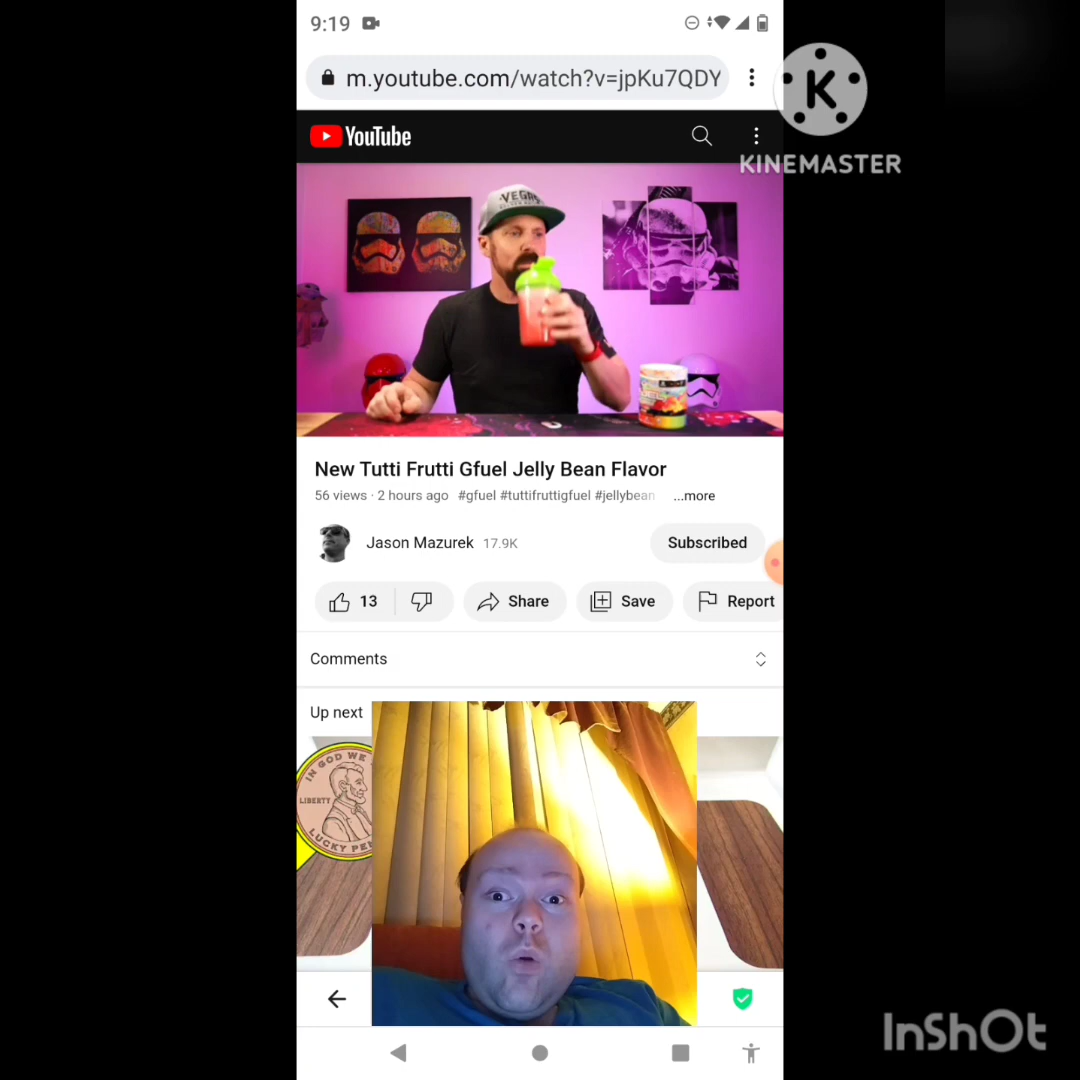 9:19
m.youtube.com/watch?v=jpKu7QDY
K
KINEMASTER
YouTube
New Tutti Frutti Gfuel Jelly Bean Flavor
56 views · 2 hours ago #gfuel #tuttifruttigfuel #jellybean ...more
Jason Mazurek 17.9K
Subscribed
13
Share
Save
Report
Comments
Up next
IN GOD WE
LIBERTY
LUCKY PE
InShOt